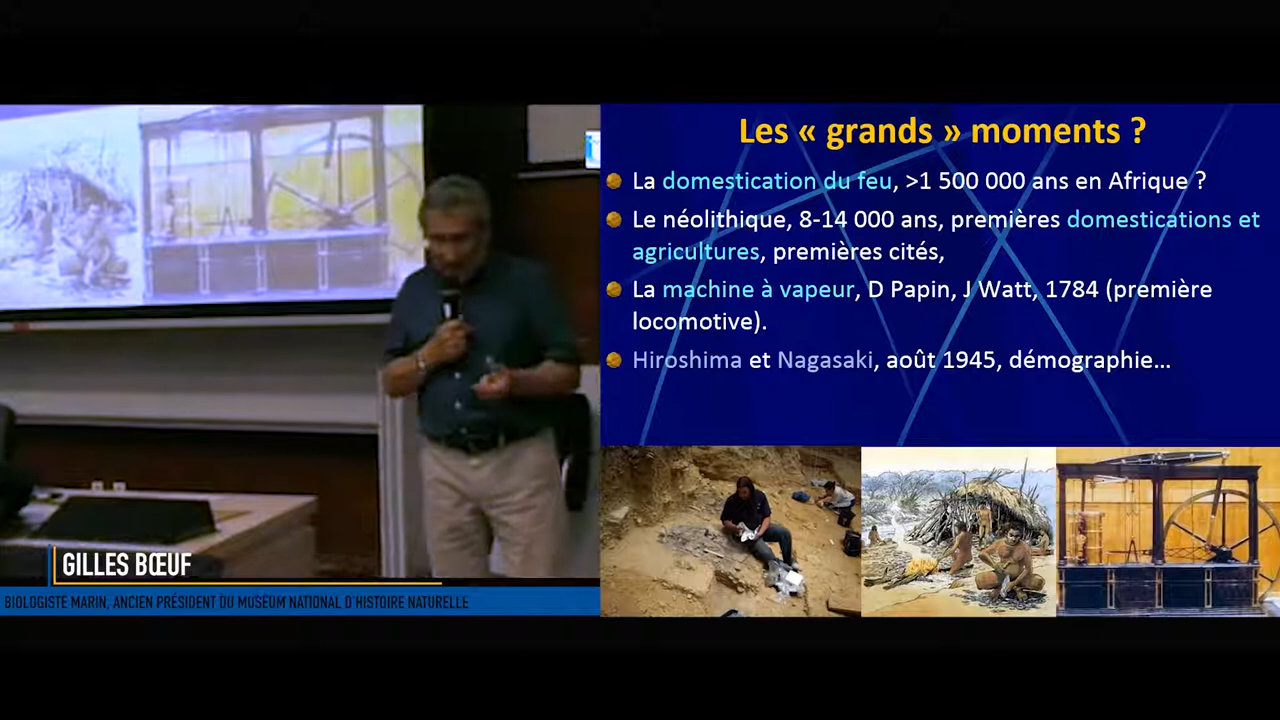 Les « grands » moments ?
La domestication du feu, >1 500 000 ans en Afrique ?
Le néolithique, 8-14 000 ans, premières domestications et
agricultures, premières cités,
La machine à vapeur, D Papin, J Watt, 1784 (première
locomotive).
Hiroshima et Nagasaki, août 1945, démographie...
GILLES BŒUF
BIOLOGISTE MARIN, ANCIEN PRÉSIDENT DU MUSEUM NATIONAL D'HISTOIRE NATURELLE